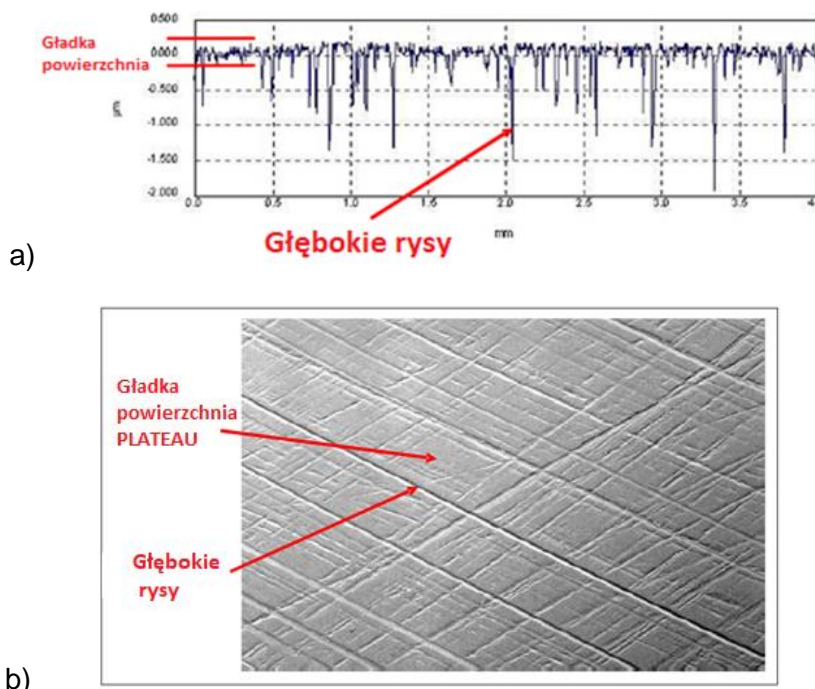 0.500
Gładka
powierzchnia
0.000
-0.500
µm
-1.000
-1.500
-2.000
0.0 0.5 1.0 1.5 2.0 2.5 3.0 3.5
mm
Głębokie rysy
a)
Gładka
powierzchnia
PLATEAU
Głębokie
rysy
b)